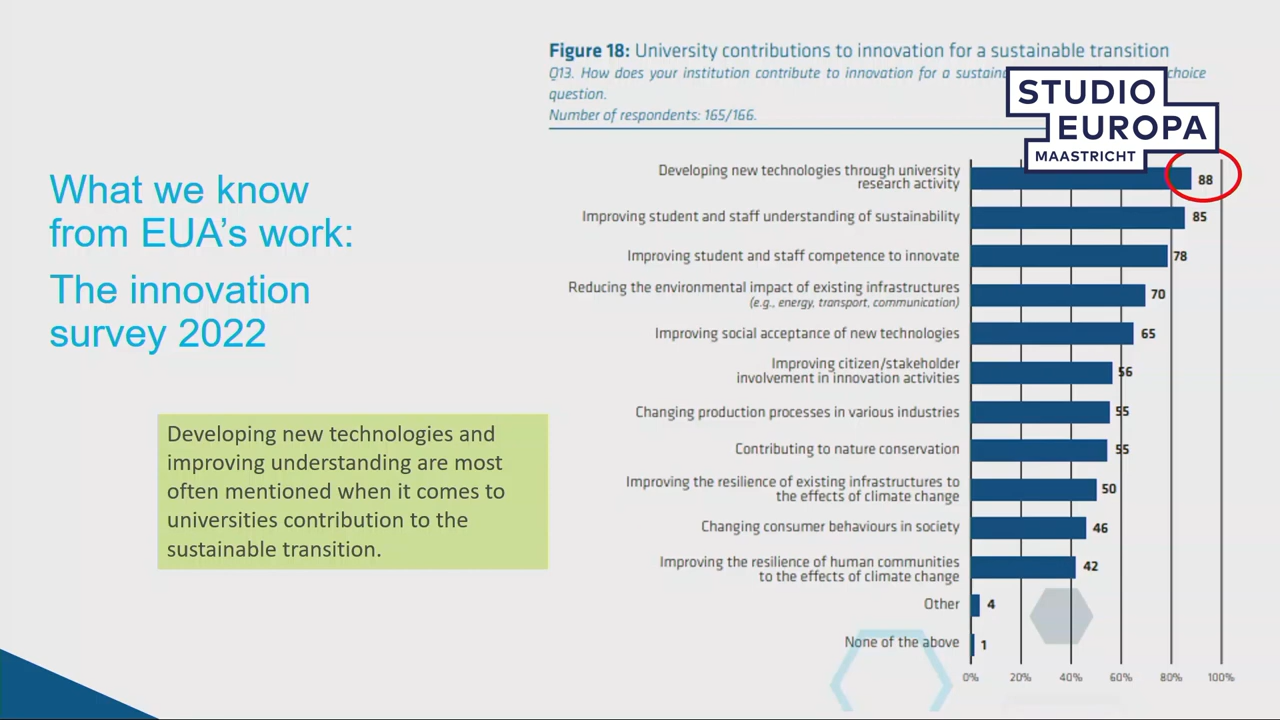 Figure 18: University contributions to innovation for a sustainable transition
Q13. How does your institution contribute to innovation for a choice
question.
Number of respondents: 165/166.
STUDIO
EUROPA
MAASTRICHT
What we know
from EUA's work:
The innovation
survey 2022
Developing new technologies and
improving understanding are most
often mentioned when it comes to
universities contribution to the
sustainable transition.
Developing new technologies through university
research activity 88
Improving student and staff understanding of sustainability 85
Improving student and staff competence to innovate 78
Reducing the environmental impact of existing infrastructures 70
(e.g., energy, transport, communication)
Improving social acceptance of new technologies 65
Improving citizen/stakeholder
involvement in innovation activities 56
Changing production processes in various industries 55
Contributing to nature conservation 55
Improving the resilience of existing infrastructures to
the effects of climate change 50
Changing consumer behaviours in society 46
Improving the resilience of human communities
to the effects of climate change 42
Other 4
None of the above 1
0% 20% 40% 60% 80% 100%